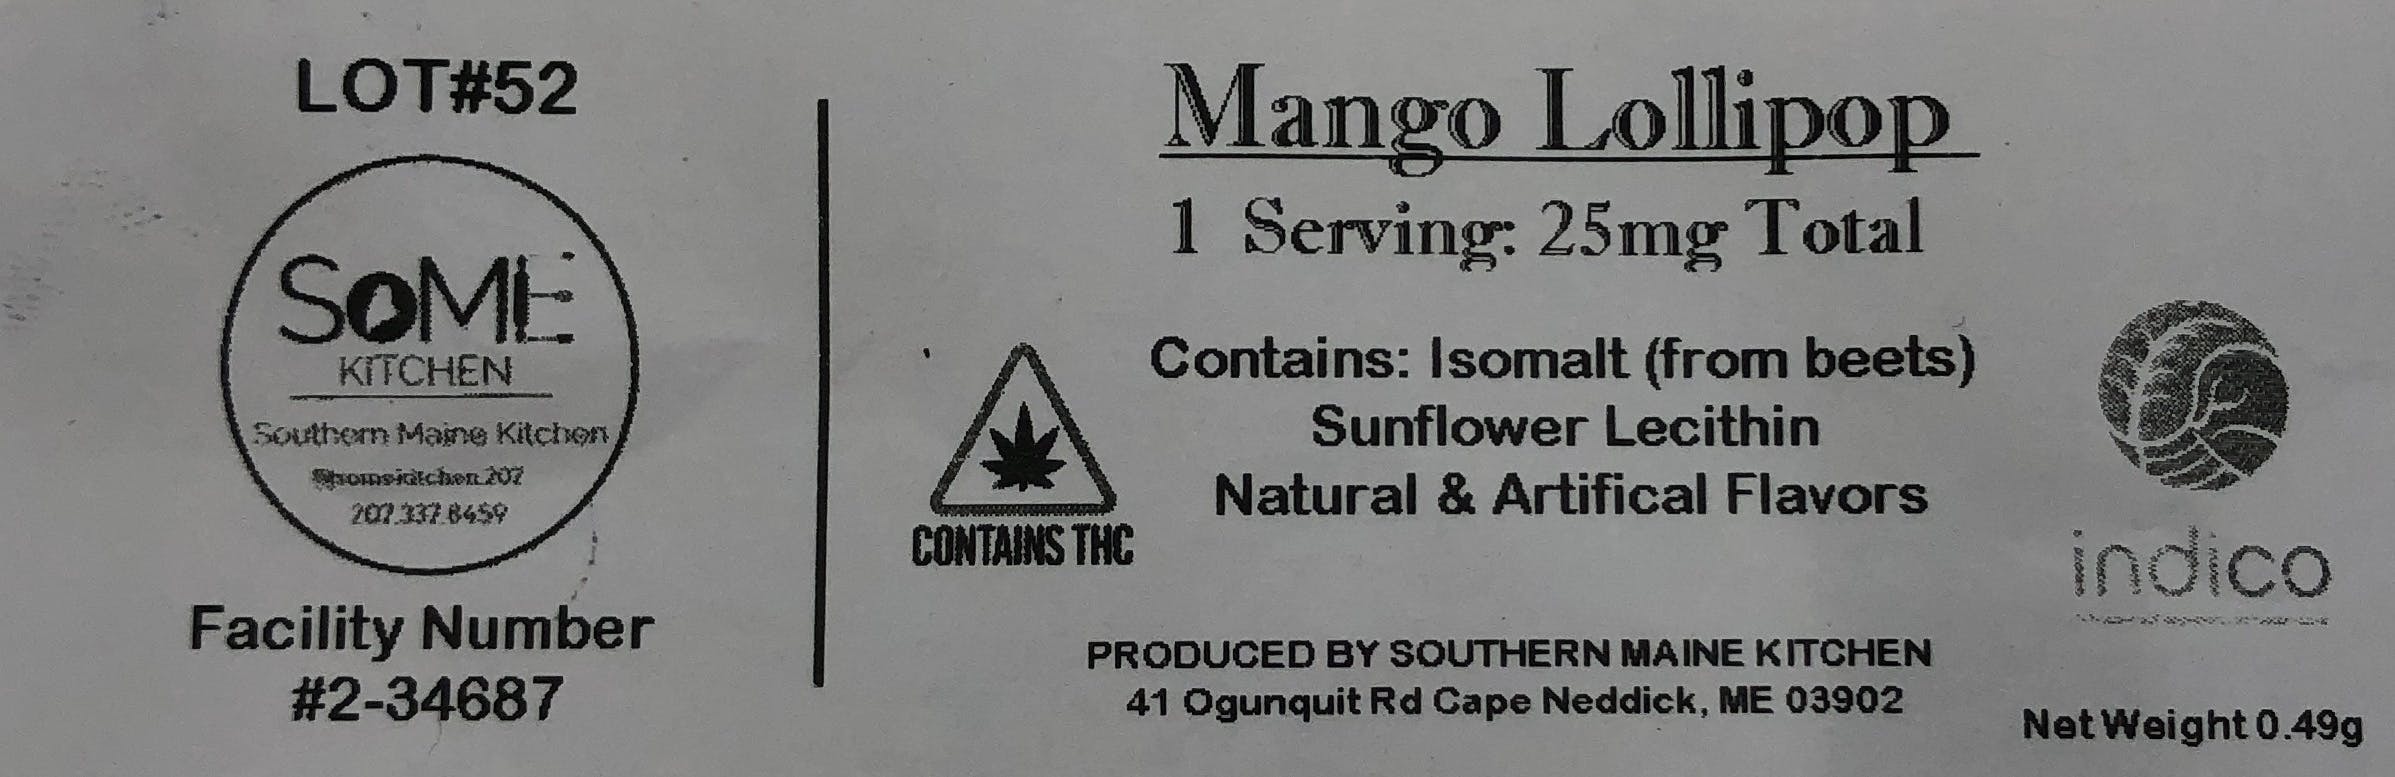 LOT#52
SoME
KITCHEN
Southern Maine Kitchen
207.337.8459
Facility Number
#2-34687
Mango Lollipop
1 Serving: 25mg Total
Contains: Isomalt (from beets)
Sunflower Lecithin
Natural & Artifical Flavors
CONTAINS THC
indico
PRODUCED BY SOUTHERN MAINE KITCHEN
41 Ogunquit Rd Cape Neddick, ME 03902
Net Weight 0.49g